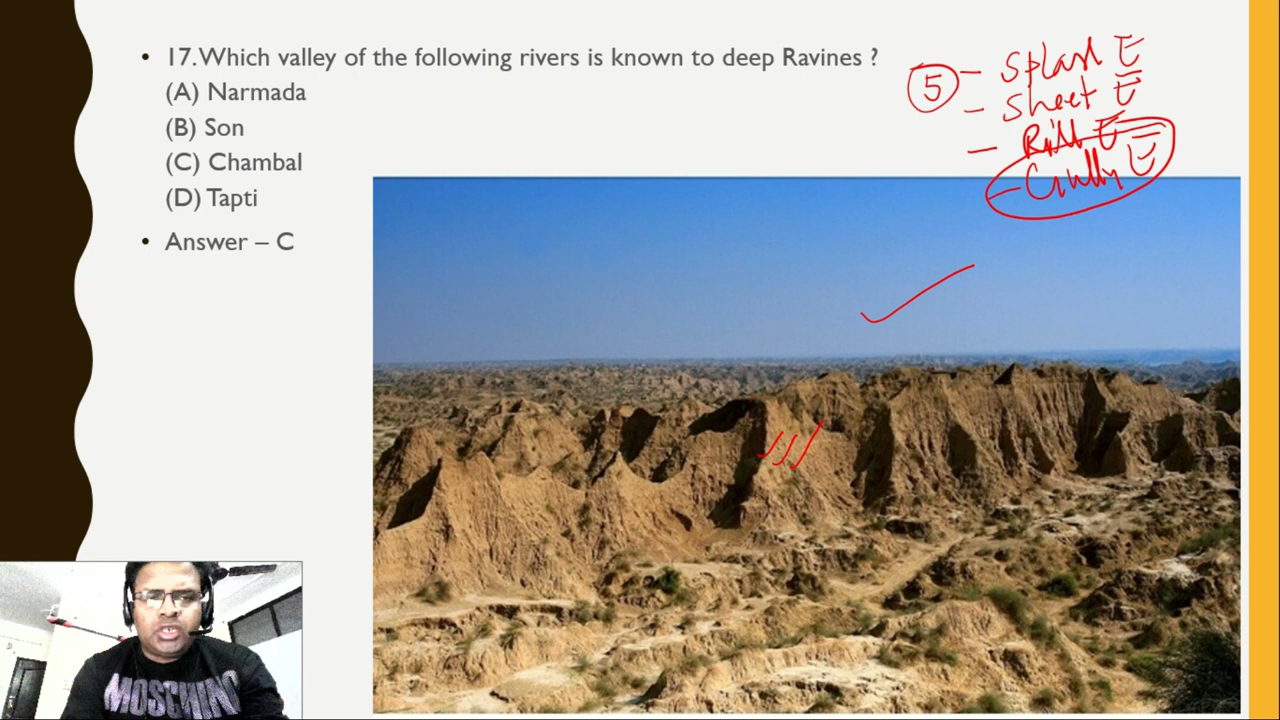 17. Which valley of the following rivers is known to deep Ravines ?
(A) Narmada
(B) Son
(C) Chambal
(D) Tapti
Answer – C
5 - Splash E
- Sheet E
- Rill E
- Gully E
MOSCHINO